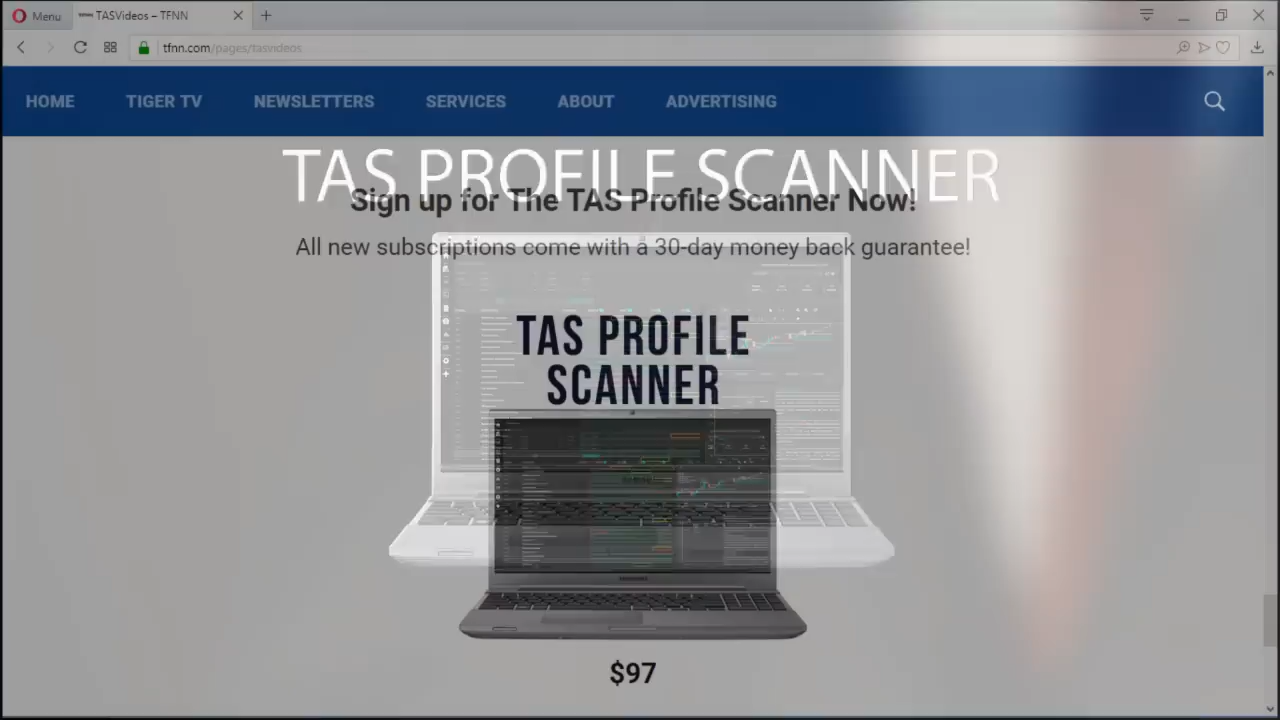 Menu
TASVideos – TFNN
tfnn.com/pages/tasvideos
HOME TIGER TV NEWSLETTERS SERVICES ABOUT ADVERTISING
TAS PROFILE SCANNER
Sign up for The TAS Profile Scanner Now!
All new subscriptions come with a 30-day money back guarantee!
TAS PROFILE
SCANNER
$97